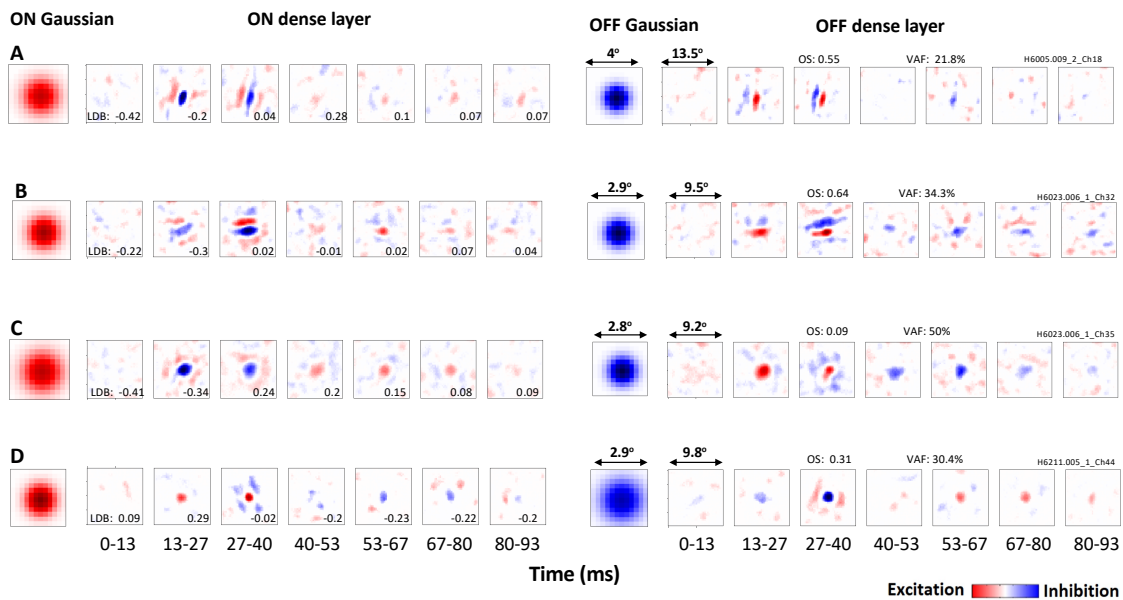 ON Gaussian ON dense layer OFF Gaussian OFF dense layer
A
4° 13.5° OS: 0.55 VAF: 21.8% H6005.009_2_Ch18
LDB: -0.42 -0.2 0.04 0.28 0.1 0.07 0.07
B
2.9° 9.5° OS: 0.64 VAF: 34.3% H6023.006_1_Ch32
LDB: -0.22 -0.3 0.02 -0.01 0.02 0.07 0.04
C
2.8° 9.2° OS: 0.09 VAF: 50% H6023.006_1_Ch35
LDB: -0.41 -0.34 0.24 0.2 0.15 0.08 0.09
D
2.9° 9.8° OS: 0.31 VAF: 30.4% H6211.005_1_Ch44
LDB: 0.09 0.29 -0.02 -0.2 -0.23 -0.22 -0.2
0-13 13-27 27-40 40-53 53-67 67-80 80-93 0-13 13-27 27-40 40-53 53-67 67-80 80-93
Time (ms)
Excitation Inhibition